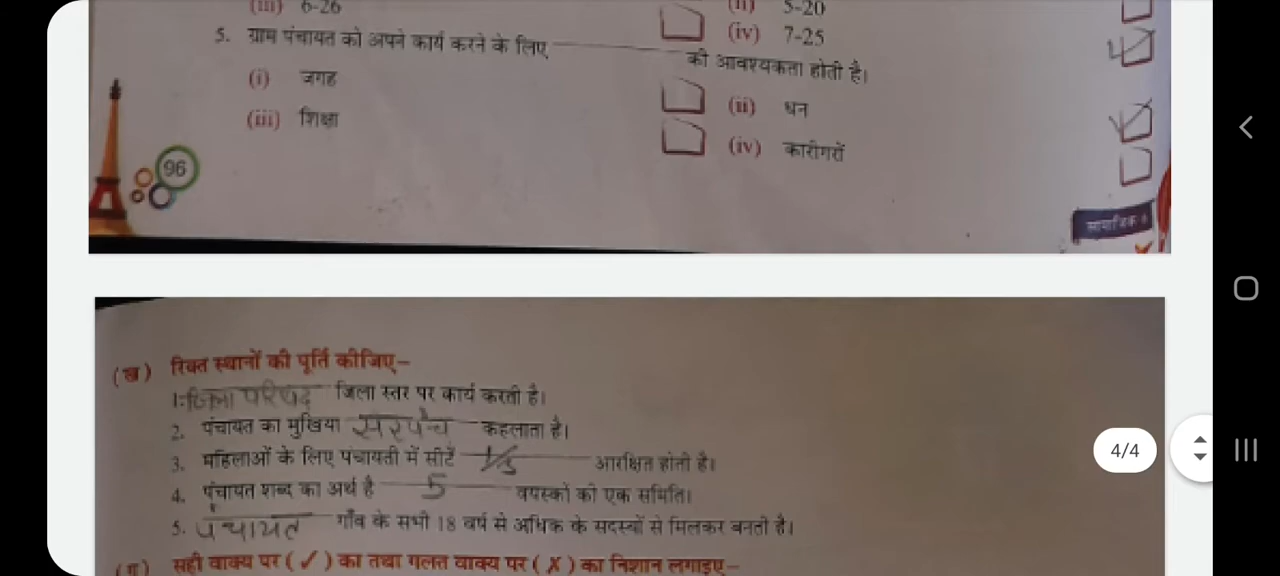 (iii) 6-26
(ii) 5-20
(iv) 7-25
5. ग्राम पंचायत को अपने कार्य करने के लिए ________ की आवश्यकता होती है।
(i) जगह
(ii) धन
(iii) शिक्षा
(iv) कारीगरों
96
सामाजिक
(ख) रिक्त स्थानों की पूर्ति कीजिए–
1. जिला परिषद जिला स्तर पर कार्य करती है।
2. पंचायत का मुखिया सरपंच कहलाता है।
3. महिलाओं के लिए पंचायती में सीटें 1/3 आरक्षित होती है।
4. पंचायत शब्द का अर्थ है 5 वयस्कों की एक समिति।
5. पंचायत गाँव के सभी 18 वर्ष से अधिक के सदस्यों से मिलकर बनती है।
(ग) सही वाक्य पर (✓) का तथा गलत वाक्य पर (✗) का निशान लगाइए–
4/4